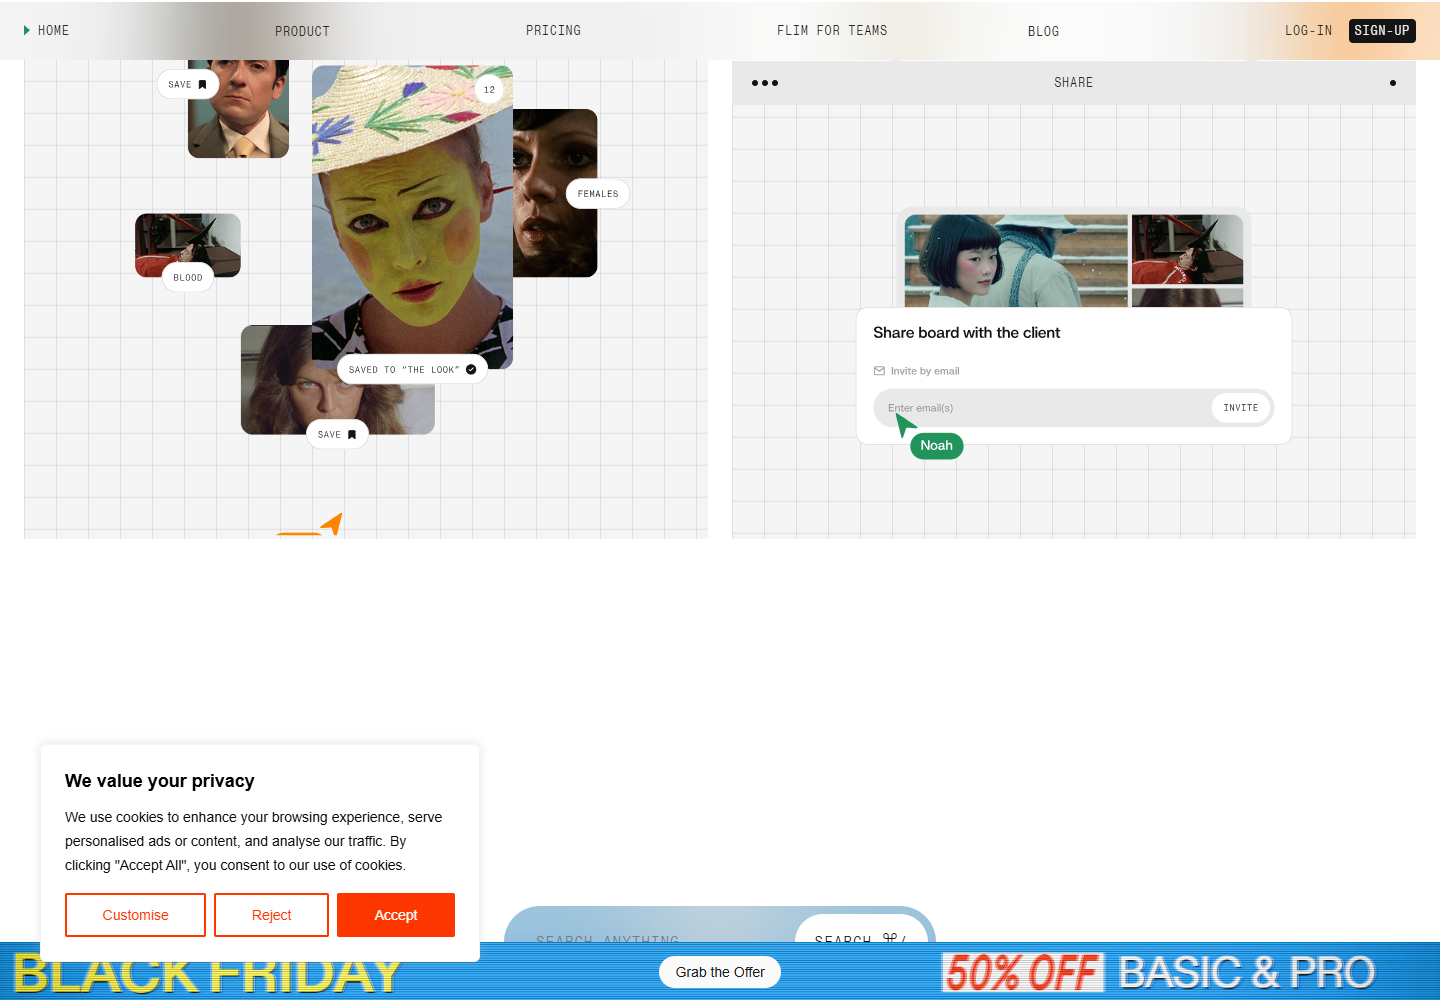 HOME
PRODUCT
PRICING
FLIM FOR TEAMS
BLOG
LOG-IN
SIGN-UP
SAVE
12
FEMALES
BLOOD
SAVED TO “THE LOOK”
SAVE
SHARE
Share board with the client
Invite by email
Enter email(s)
INVITE
Noah
We value your privacy
We use cookies to enhance your browsing experience, serve
personalised ads or content, and analyse our traffic. By
clicking "Accept All", you consent to our use of cookies.
Customise
Reject
Accept
SEARCH ANYTHING
SEARCH ⌘/
BLACK FRIDAY
Grab the Offer
50% OFF BASIC & PRO